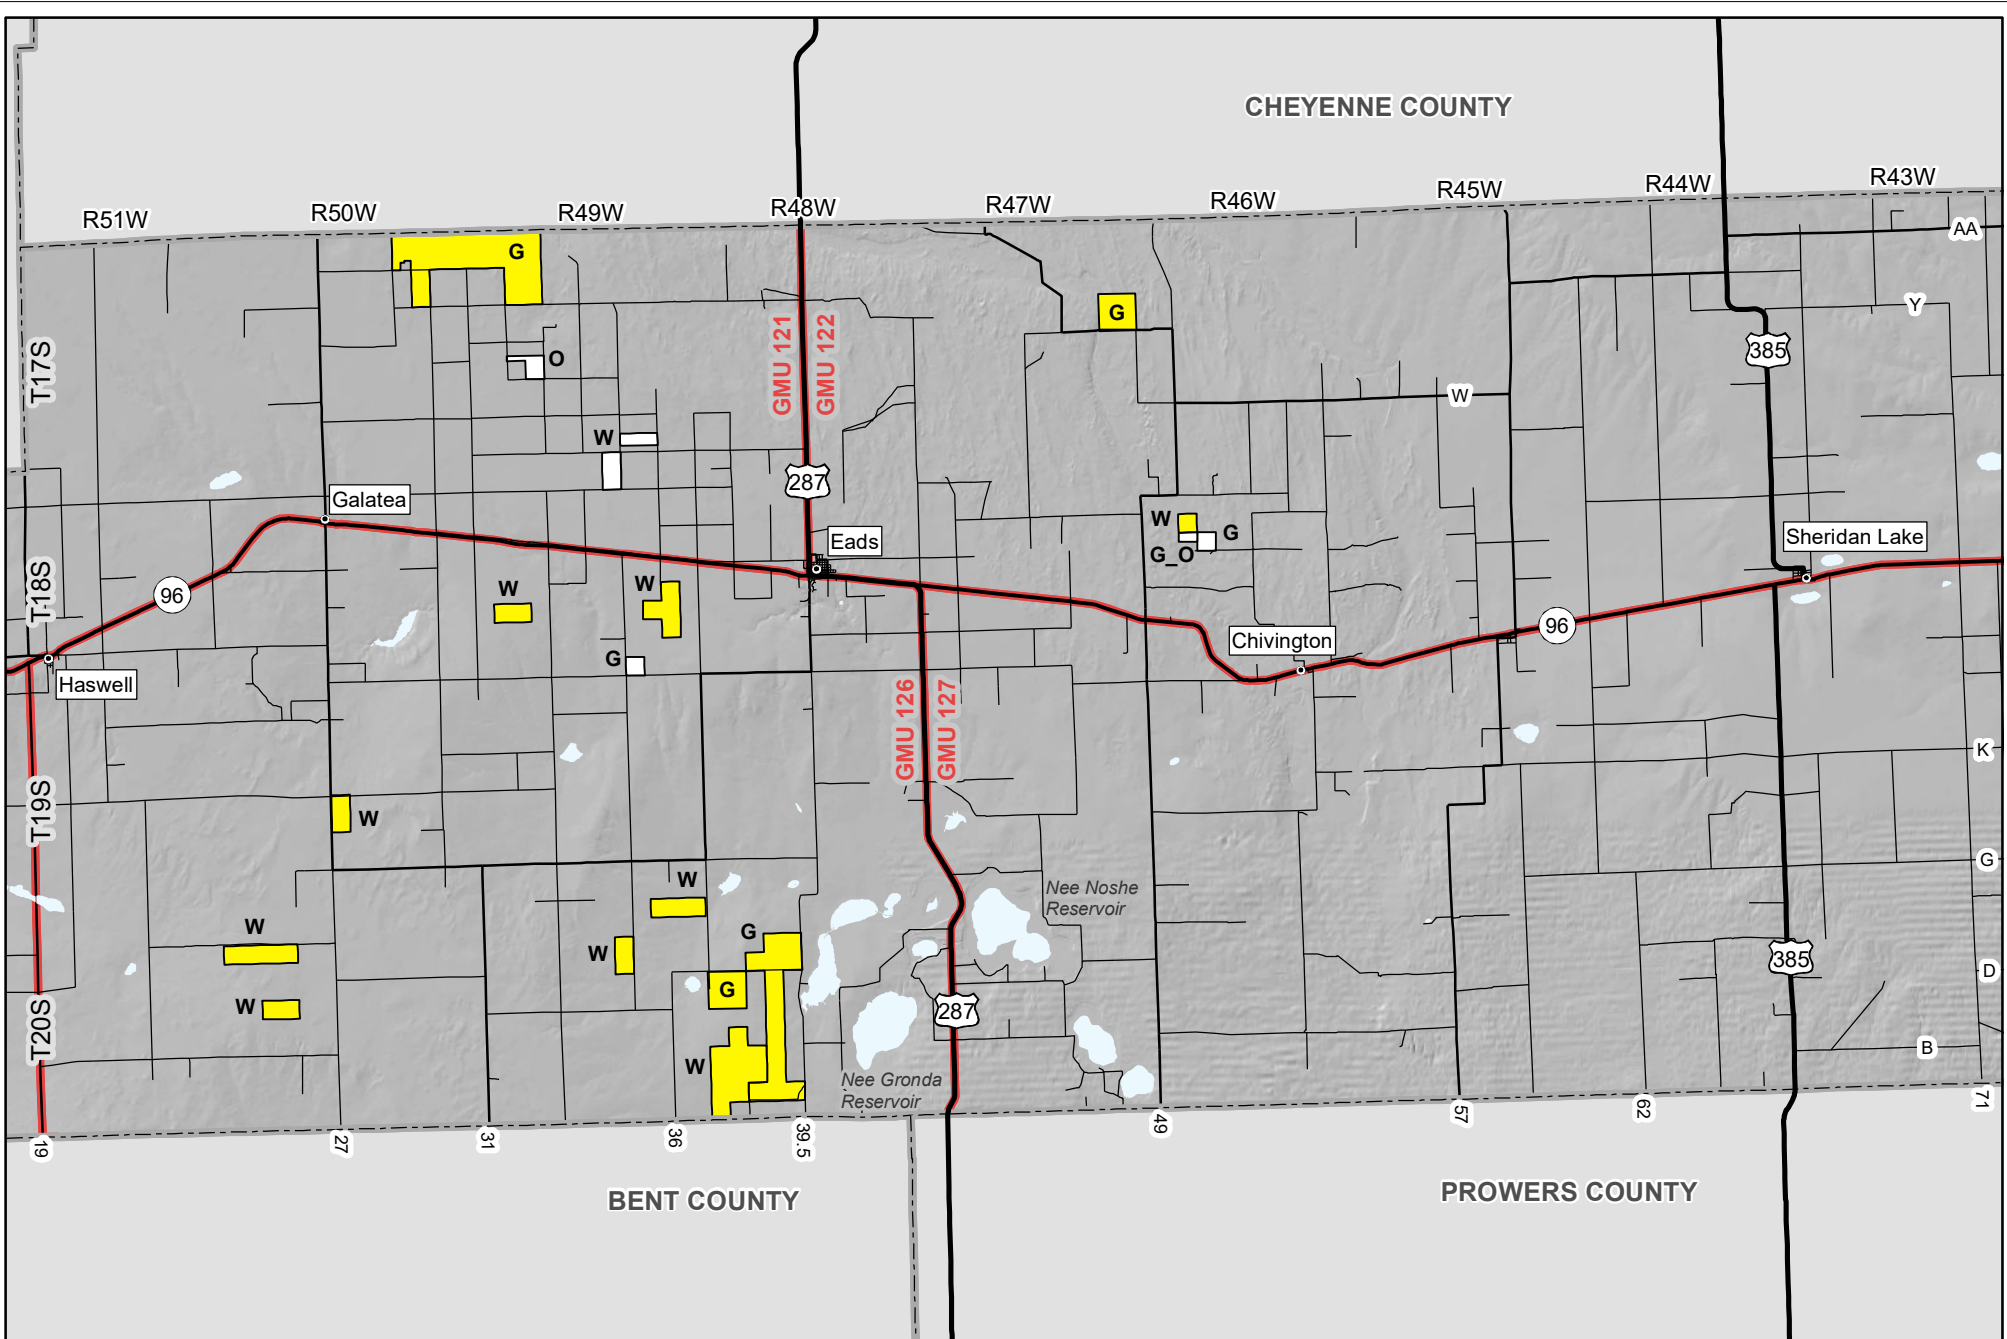 CHEYENNE COUNTY
R51W
R50W
R49W
R48W
R47W
R46W
R45W
R44W
R43W
AA
G
G
Y
T17S
GMU 121
GMU 122
385
O
W
W
287
Galatea
W
G
G_O
Eads
Sheridan Lake
T18S
96
W
W
96
Chivington
G
Haswell
GMU 126
GMU 127
K
T19S
W
G
W
Nee Noshe
Reservoir
W
W
G
385
D
G
W
287
T20S
W
B
Nee Gronda
Reservoir
19
27
31
36
39.5
49
57
62
71
BENT COUNTY
PROWERS COUNTY